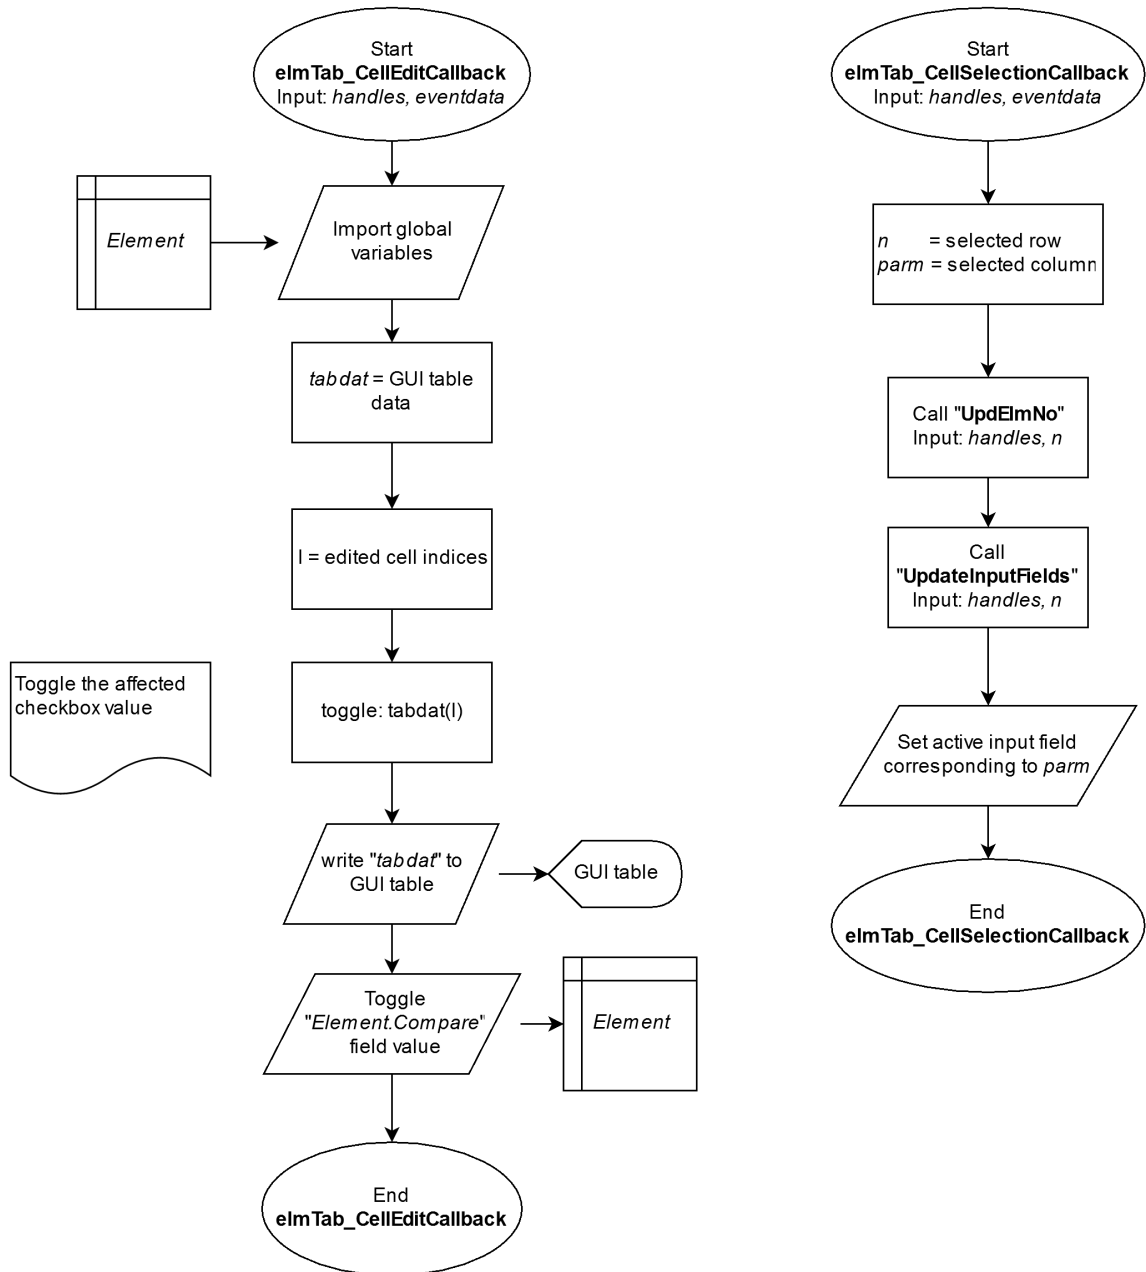 Start
elmTab_CellEditCallback
Input: handles, eventdata
Element
Import global
variables
tabdat = GUI table
data
I = edited cell indices
Toggle the affected
checkbox value
toggle: tabdat(I)
write "tabdat" to
GUI table
GUI table
Toggle
"Element.Compare"
field value
Element
End
elmTab_CellEditCallback
Start
elmTab_CellSelectionCallback
Input: handles, eventdata
n = selected row
parm = selected column
Call "UpdElmNo"
Input: handles, n
Call
"UpdateInputFields"
Input: handles, n
Set active input field
corresponding to parm
End
elmTab_CellSelectionCallback